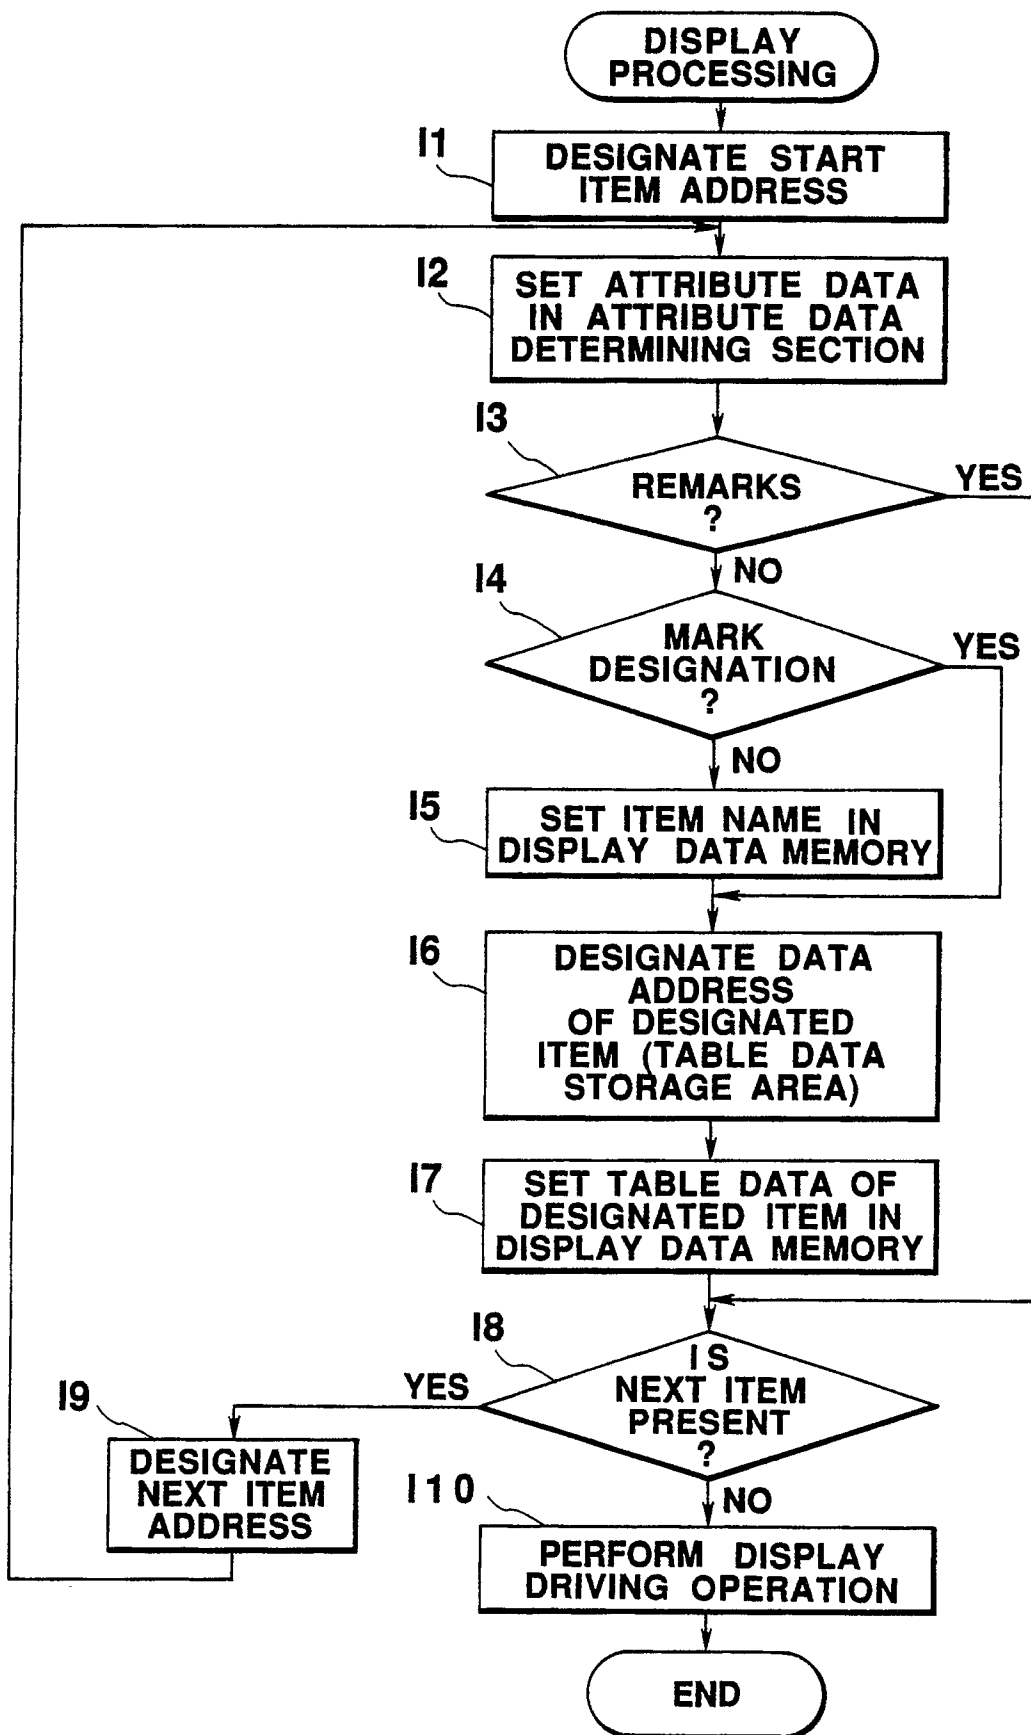 DISPLAY
PROCESSING
I1
DESIGNATE START
ITEM ADDRESS
I2
SET ATTRIBUTE DATA
IN ATTRIBUTE DATA
DETERMINING SECTION
I3
REMARKS
?
YES
NO
I4
MARK
DESIGNATION
?
YES
NO
I5
SET ITEM NAME IN
DISPLAY DATA MEMORY
I6
DESIGNATE DATA
ADDRESS
OF DESIGNATED
ITEM (TABLE DATA
STORAGE AREA)
I7
SET TABLE DATA OF
DESIGNATED ITEM IN
DISPLAY DATA MEMORY
I8
IS
NEXT ITEM
PRESENT
?
YES
NO
I9
DESIGNATE
NEXT ITEM
ADDRESS
I10
PERFORM DISPLAY
DRIVING OPERATION
END